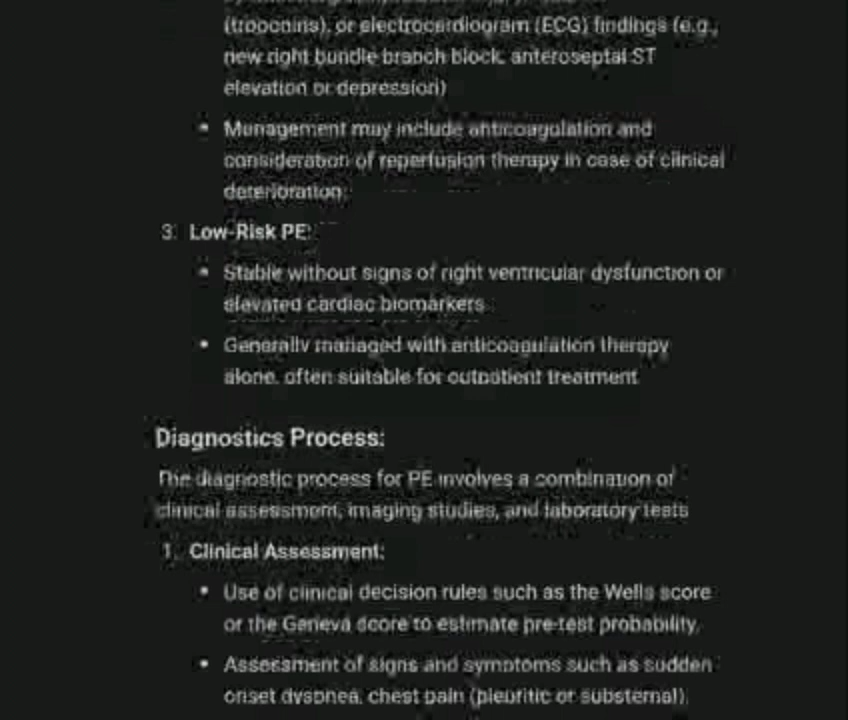 (troponins), or electrocardiogram (ECG) findings (e.g.,
new right bundle branch block, anteroseptal ST
elevation or depression)
• Management may include anticoagulation and
consideration of reperfusion therapy in case of clinical
deterioration.
3. Low-Risk PE:
• Stable without signs of right ventricular dysfunction or
elevated cardiac biomarkers.
• Generally managed with anticoagulation therapy
alone, often suitable for outpatient treatment.
Diagnostics Process:
The diagnostic process for PE involves a combination of
clinical assessment, imaging studies, and laboratory tests
1. Clinical Assessment:
• Use of clinical decision rules such as the Wells score
or the Geneva score to estimate pre-test probability.
• Assessment of signs and symptoms such as sudden
onset dyspnea, chest pain (pleuritic or substernal),